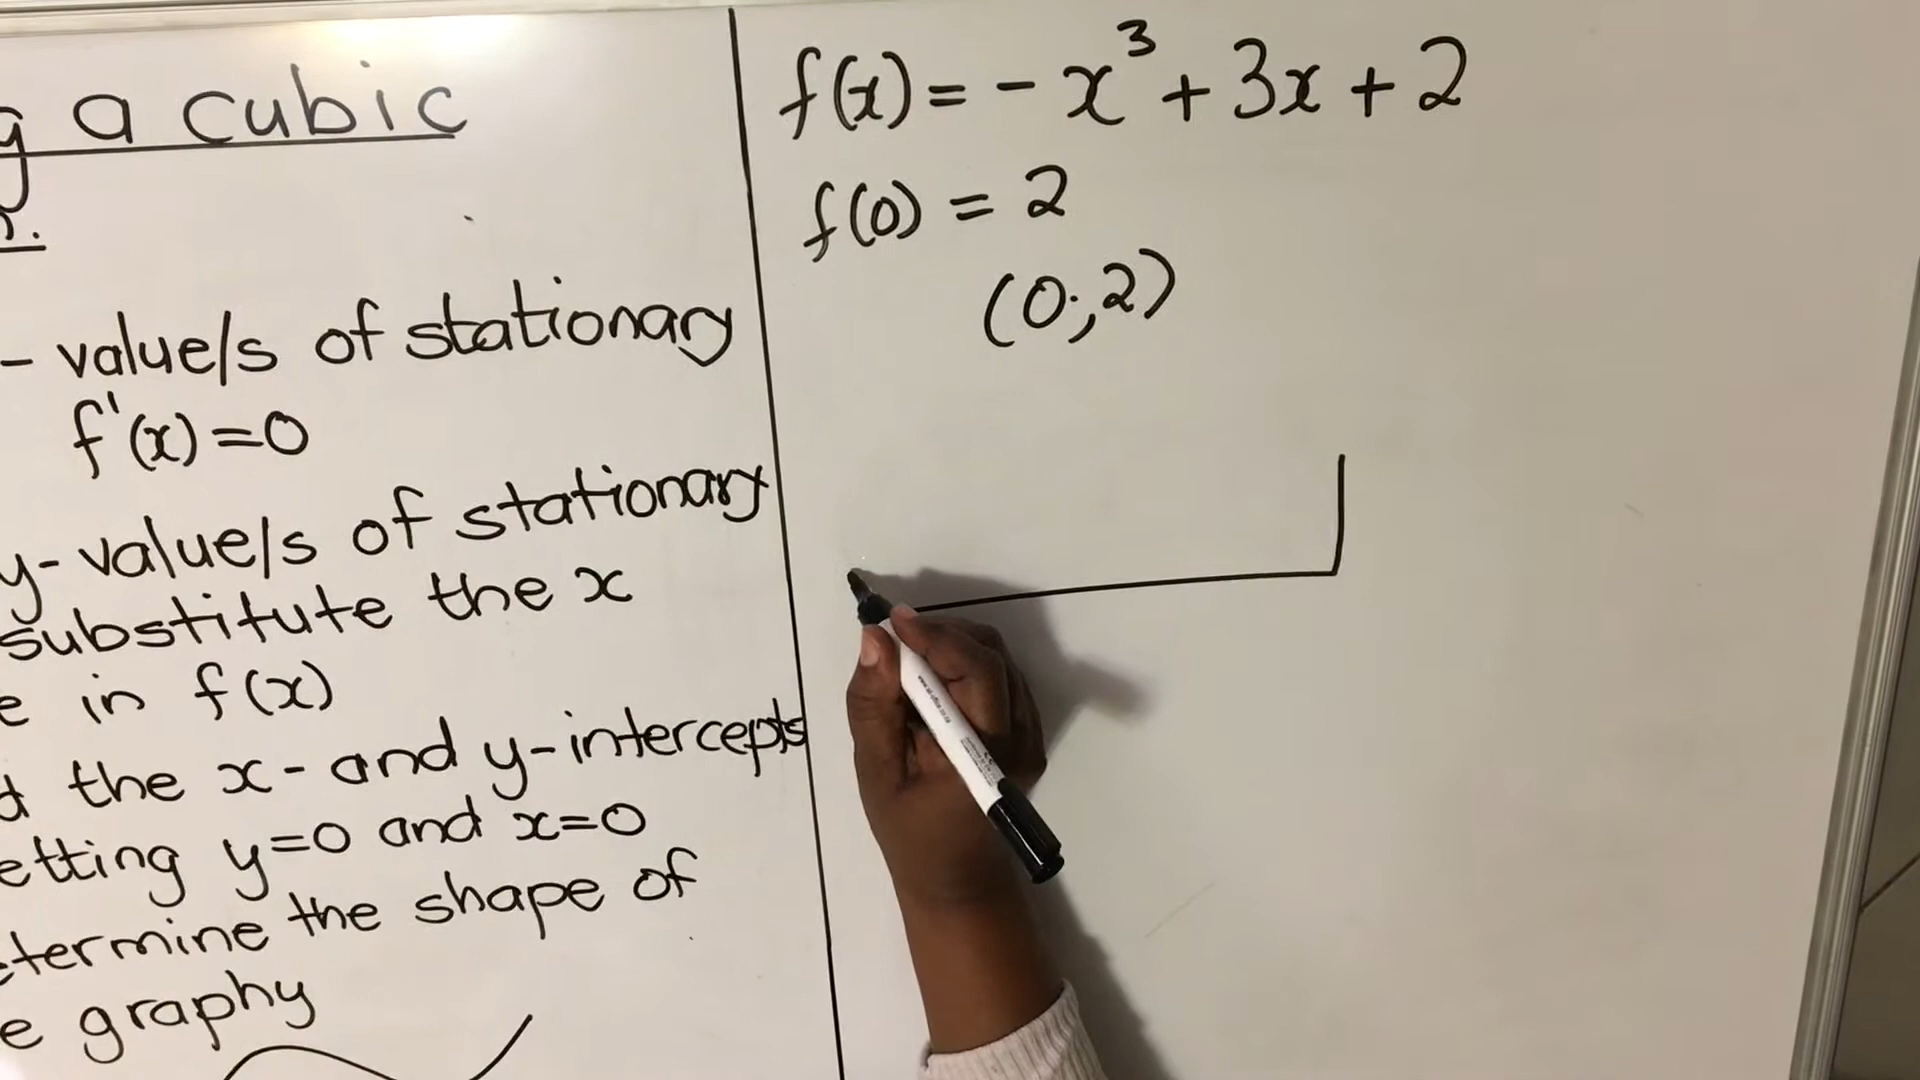 g a cubic
– value/s of stationary
f'(x)=0
y-value/s of stationary
substitute the x
e in f(x)
d the x- and y-intercepts
etting y=0 and x=0
etermine the shape of
e graphy
f(x) = - x³ + 3x + 2
f(0) = 2
(0;2)